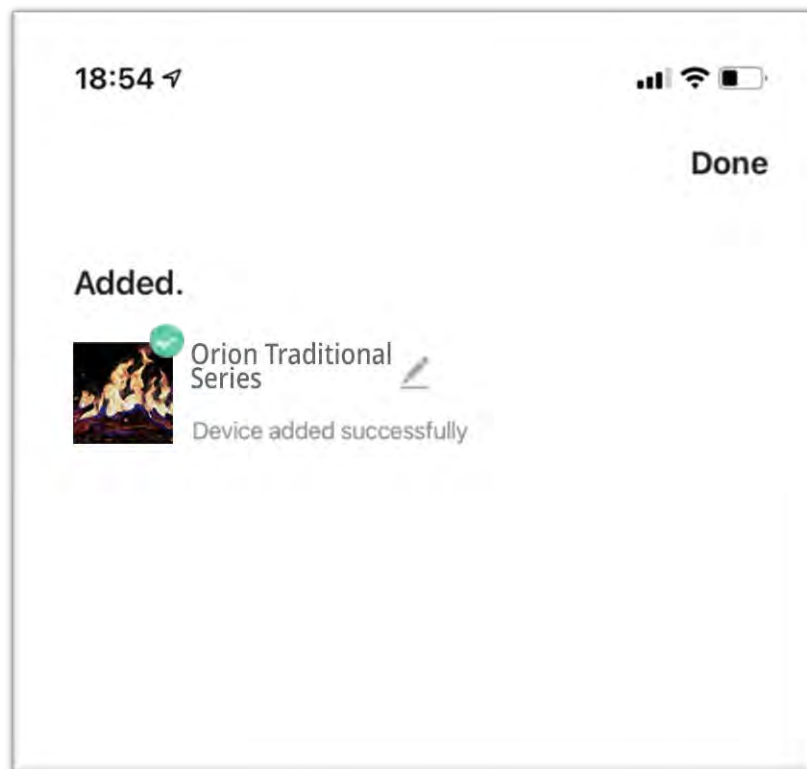 18:54
Done
Added.
Orion Traditional
Series
Device added successfully